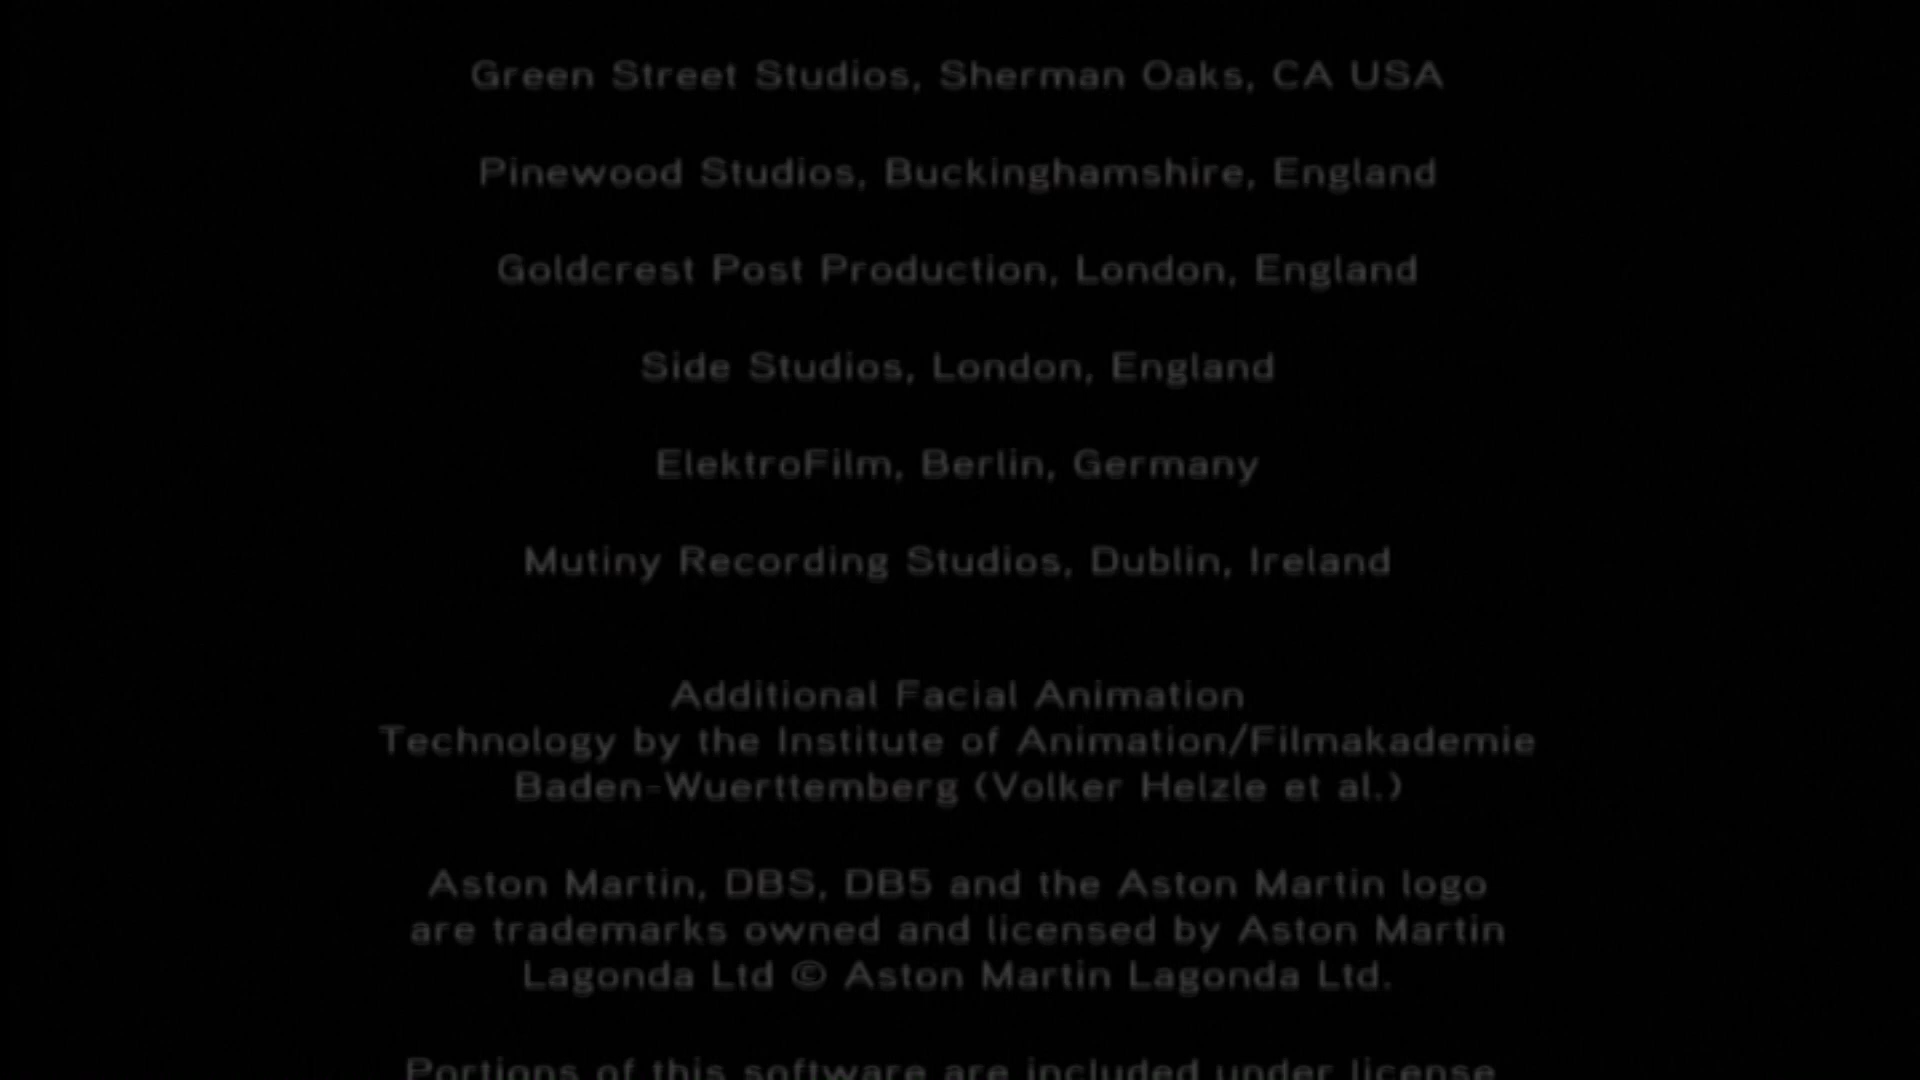 Green Street Studios, Sherman Oaks, CA USA
Pinewood Studios, Buckinghamshire, England
Goldcrest Post Production, London, England
Side Studios, London, England
ElektroFilm, Berlin, Germany
Mutiny Recording Studios, Dublin, Ireland
Additional Facial Animation
Technology by the Institute of Animation/Filmakademie
Baden-Wuerttemberg (Volker Helzle et al.)
Aston Martin, DBS, DB5 and the Aston Martin logo
are trademarks owned and licensed by Aston Martin
Lagonda Ltd © Aston Martin Lagonda Ltd.
Portions of this software are included under license